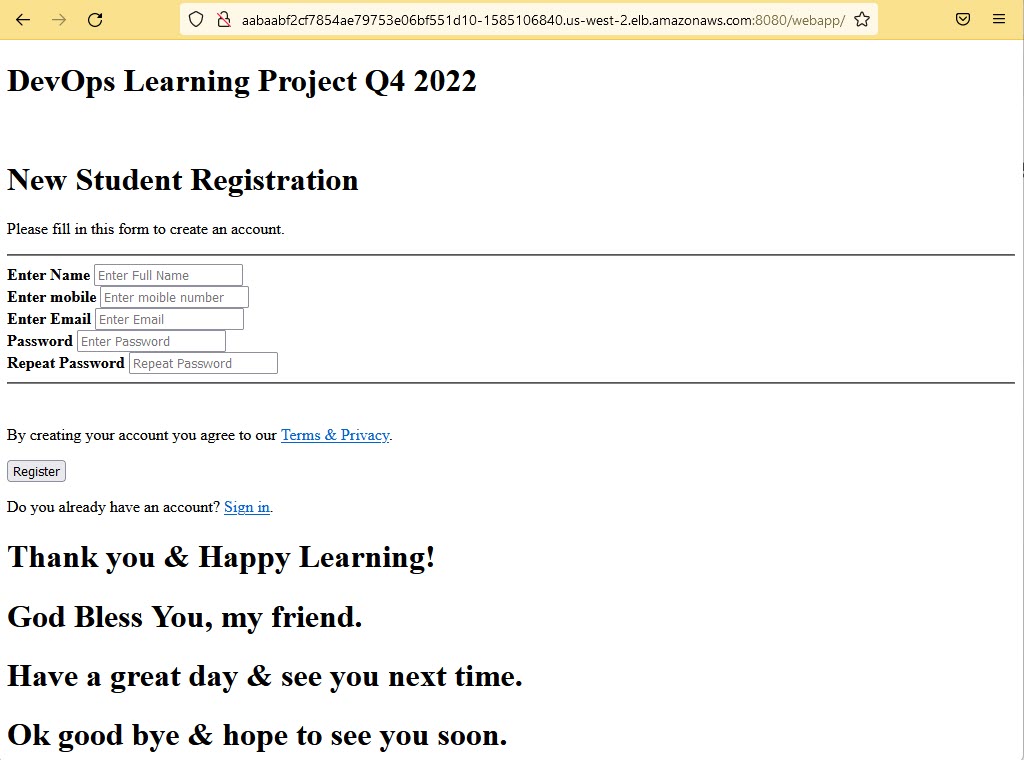 aabaabf2cf7854ae79753e06bf551d10-1585106840.us-west-2.elb.amazonaws.com:8080/webapp/
DevOps Learning Project Q4 2022
New Student Registration
Please fill in this form to create an account.
Enter Name Enter Full Name
Enter mobile Enter moible number
Enter Email Enter Email
Password Enter Password
Repeat Password Repeat Password
By creating your account you agree to our Terms & Privacy.
Register
Do you already have an account? Sign in.
Thank you & Happy Learning!
God Bless You, my friend.
Have a great day & see you next time.
Ok good bye & hope to see you soon.